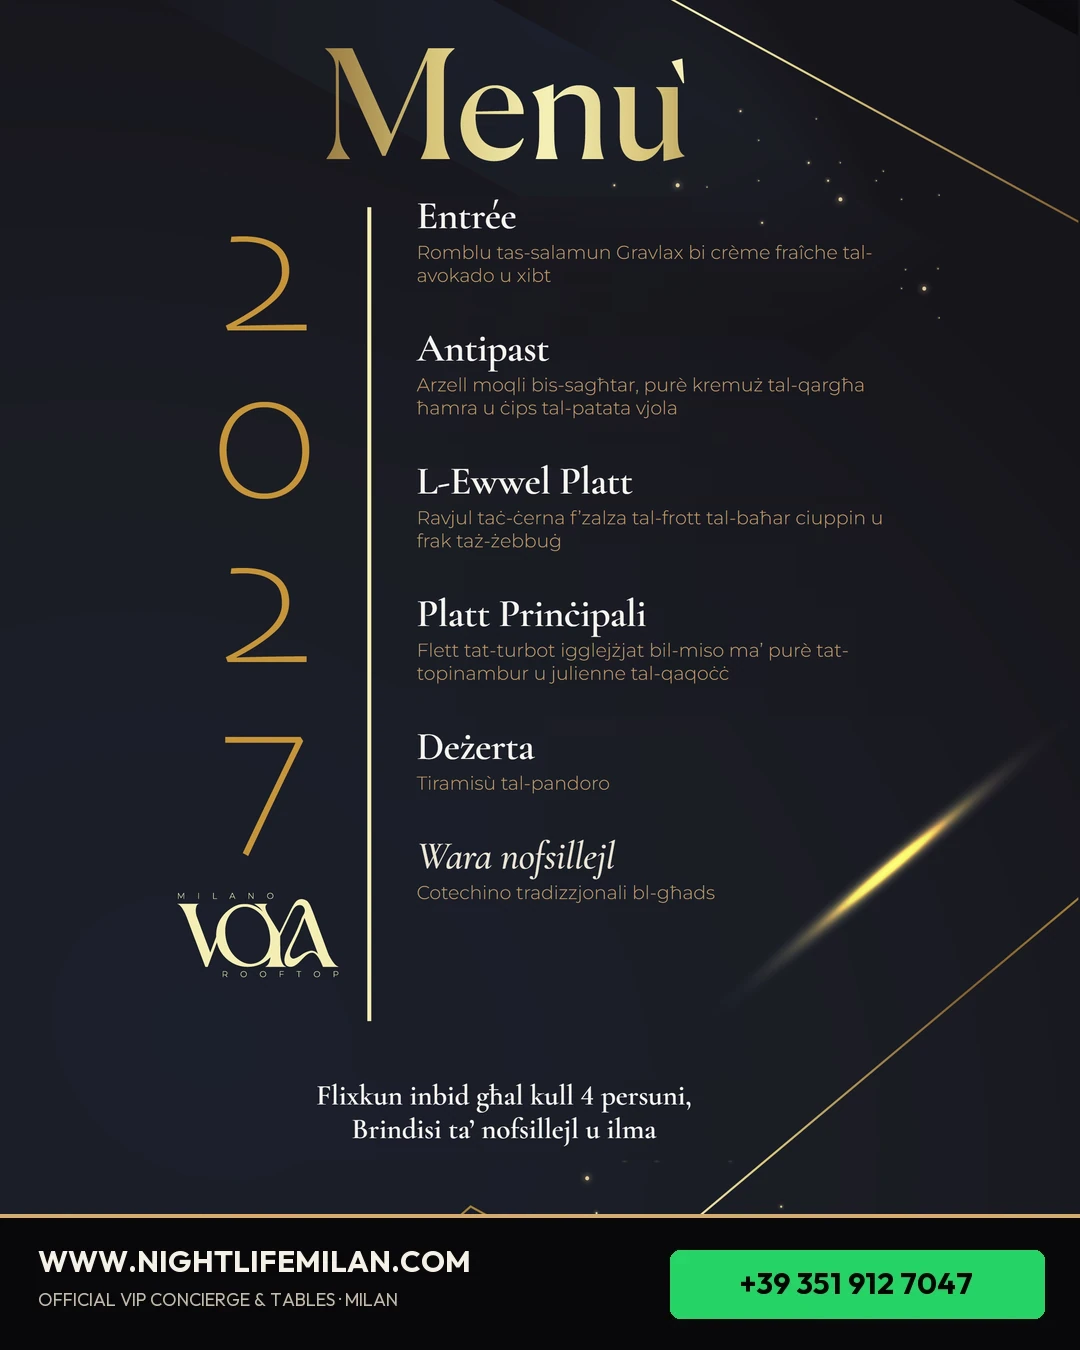 Menù
2
0
2
7
Entrée
Romblu tas-salamun Gravlax bi crème fraîche tal-
avokado u xibt
Antipast
Arzell moqli bis-sagħtar, purè kremuż tal-qargħa
ħamra u ċips tal-patata vjola
L-Ewwel Platt
Ravjul taċ-ċerna f’zalza tal-frott tal-baħar ciuppin u
frak taż-żebbuġ
Platt Prinċipali
Flett tat-turbot igglejżjat bil-miso ma’ purè tat-
topinambur u julienne tal-qaqoċċ
Deżerta
Tiramisù tal-pandoro
Wara nofsillejl
Cotechino tradizzjonali bl-għads
MILANO
VOYA
ROOFTOP
Flixkun inbid għal kull 4 persuni,
Brindisi ta’ nofsillejl u ilma
WWW.NIGHTLIFEMILAN.COM
OFFICIAL VIP CONCIERGE & TABLES · MILAN
+39 351 912 7047